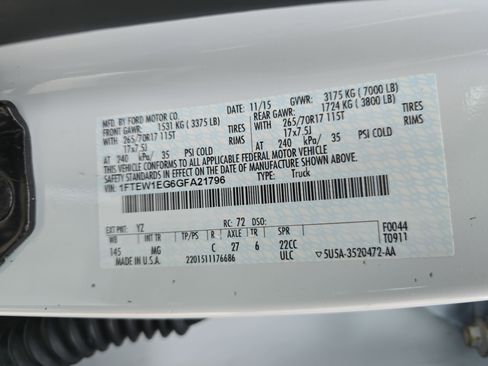 MFD. BY FORD MOTOR CO.
DATE: 11/15 GVWR: 3175 KG ( 7000 LB)
FRONT GAWR: 1531 KG ( 3375 LB) REAR GAWR: 1724 KG ( 3800 LB)
WITH TIRES WITH TIRES
265/70R17 115T 265/70R17 115T
17x7.5J RIMS 17x7.5J
AT 240 kPa/ 35 PSI COLD AT 240 kPa/ 35 PSI COLD
THIS VEHICLE CONFORMS TO ALL APPLICABLE FEDERAL MOTOR VEHICLE
SAFETY STANDARDS IN EFFECT ON THE DATE OF MANUFACTURE SHOWN ABOVE.
VIN: 1FTEW1EG6GFA21796 TYPE: Truck
EXT PNT: YZ RC: 72 DSO: F0044
WB INT TR TP/PS R AXLE TR SPR T0911
145 MG C 27 6 22CC
MADE IN U.S.A. 2201511176686 ULC 5U5A-3520472-AA